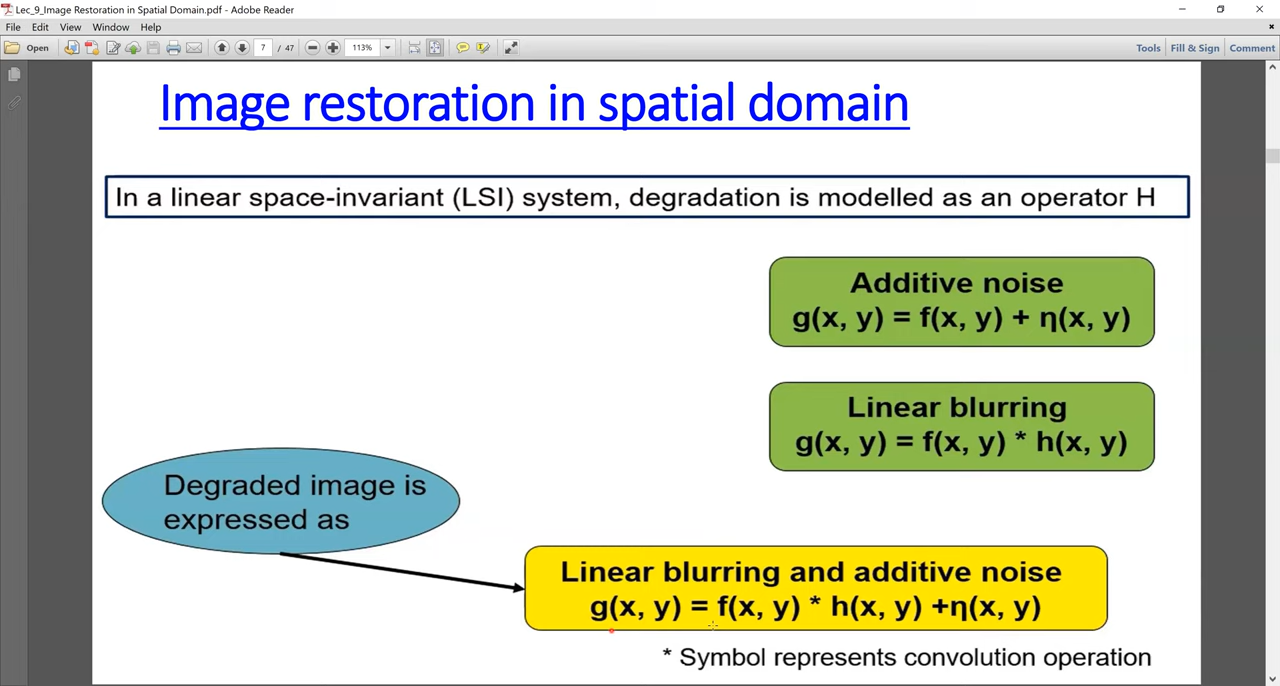 Lec_9_Image Restoration in Spatial Domain.pdf - Adobe Reader
File Edit View Window Help
Open 7 / 47 113% Tools Fill & Sign Comment
Image restoration in spatial domain
In a linear space-invariant (LSI) system, degradation is modelled as an operator H
Additive noise
g(x, y) = f(x, y) + η(x, y)
Linear blurring
g(x, y) = f(x, y) * h(x, y)
Degraded image is
expressed as
Linear blurring and additive noise
g(x, y) = f(x, y) * h(x, y) +η(x, y)
* Symbol represents convolution operation